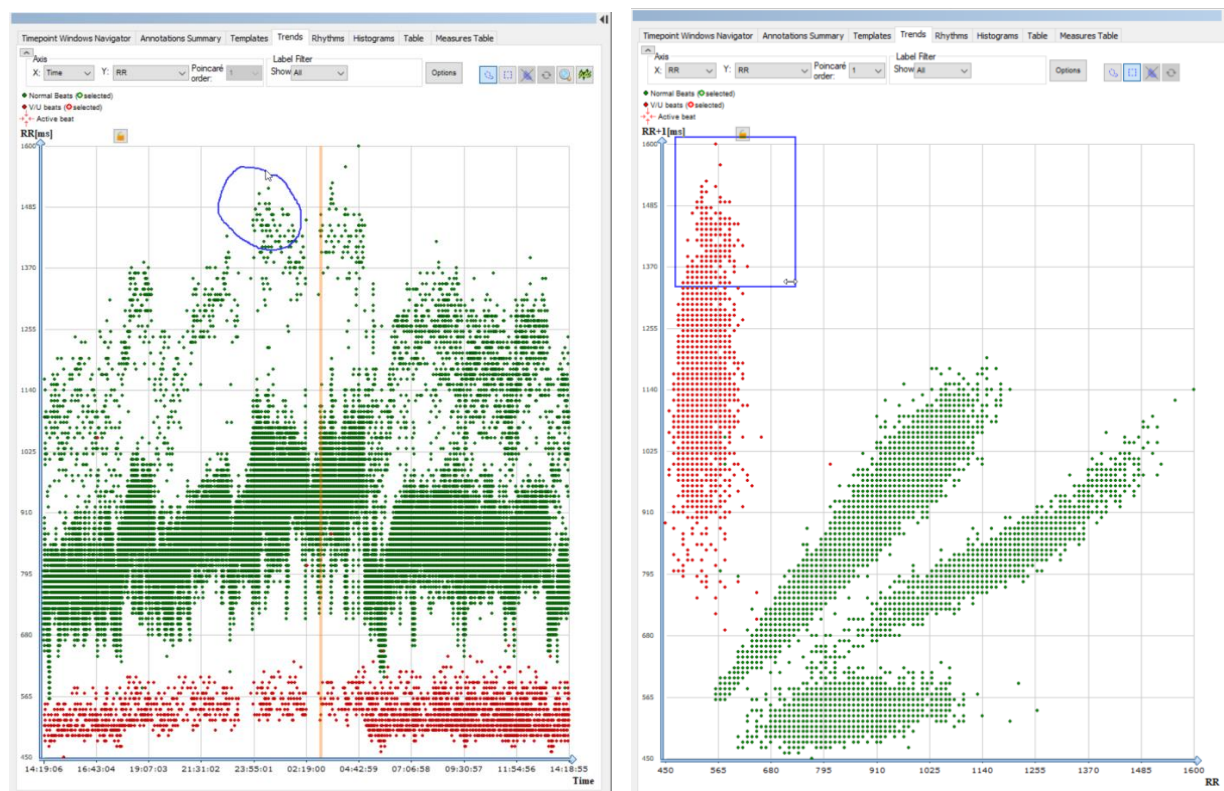 Timepoint Windows Navigator Annotations Summary Templates Trends Rhythms Histograms Table Measures Table
Axis
X: Time Y: RR Poincaré order: 1
Label Filter
Show All
Options
Normal Beats (selected)
V/U beats (selected)
Active beat
RR[ms]
1600
1485
1370
1255
1140
1025
910
795
680
565
450
14:19:06 16:43:04 19:07:03 21:31:02 23:55:01 02:19:00 04:42:59 07:06:58 09:30:57 11:54:56 14:18:55
Time
Timepoint Windows Navigator Annotations Summary Templates Trends Rhythms Histograms Table Measures Table
Axis
X: RR Y: RR Poincaré order: 1
Label Filter
Show All
Options
Normal Beats (selected)
V/U beats (selected)
Active beat
RR+1[ms]
1600
1485
1370
1255
1140
1025
910
795
680
565
450
450 565 680 795 910 1025 1140 1255 1370 1485 1600
RR